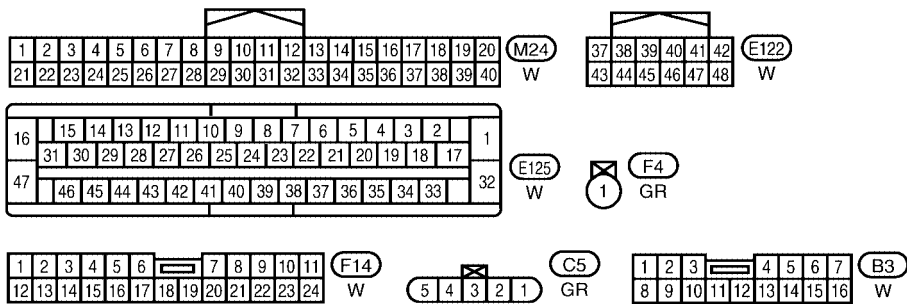 1 2 3 4 5 6 7 8 9 10 11 12 13 14 15 16 17 18 19 20 M24
21 22 23 24 25 26 27 28 29 30 31 32 33 34 35 36 37 38 39 40 W
37 38 39 40 41 42 E122
43 44 45 46 47 48 W
16 15 14 13 12 11 10 9 8 7 6 5 4 3 2 1
31 30 29 28 27 26 25 24 23 22 21 20 19 18 17
47 46 45 44 43 42 41 40 39 38 37 36 35 34 33 32
E125
W
F4
1 GR
1 2 3 4 5 6 7 8 9 10 11 F14
12 13 14 15 16 17 18 19 20 21 22 23 24 W
C5
5 4 3 2 1 GR
1 2 3 4 5 6 7 B3
8 9 10 11 12 13 14 15 16 W